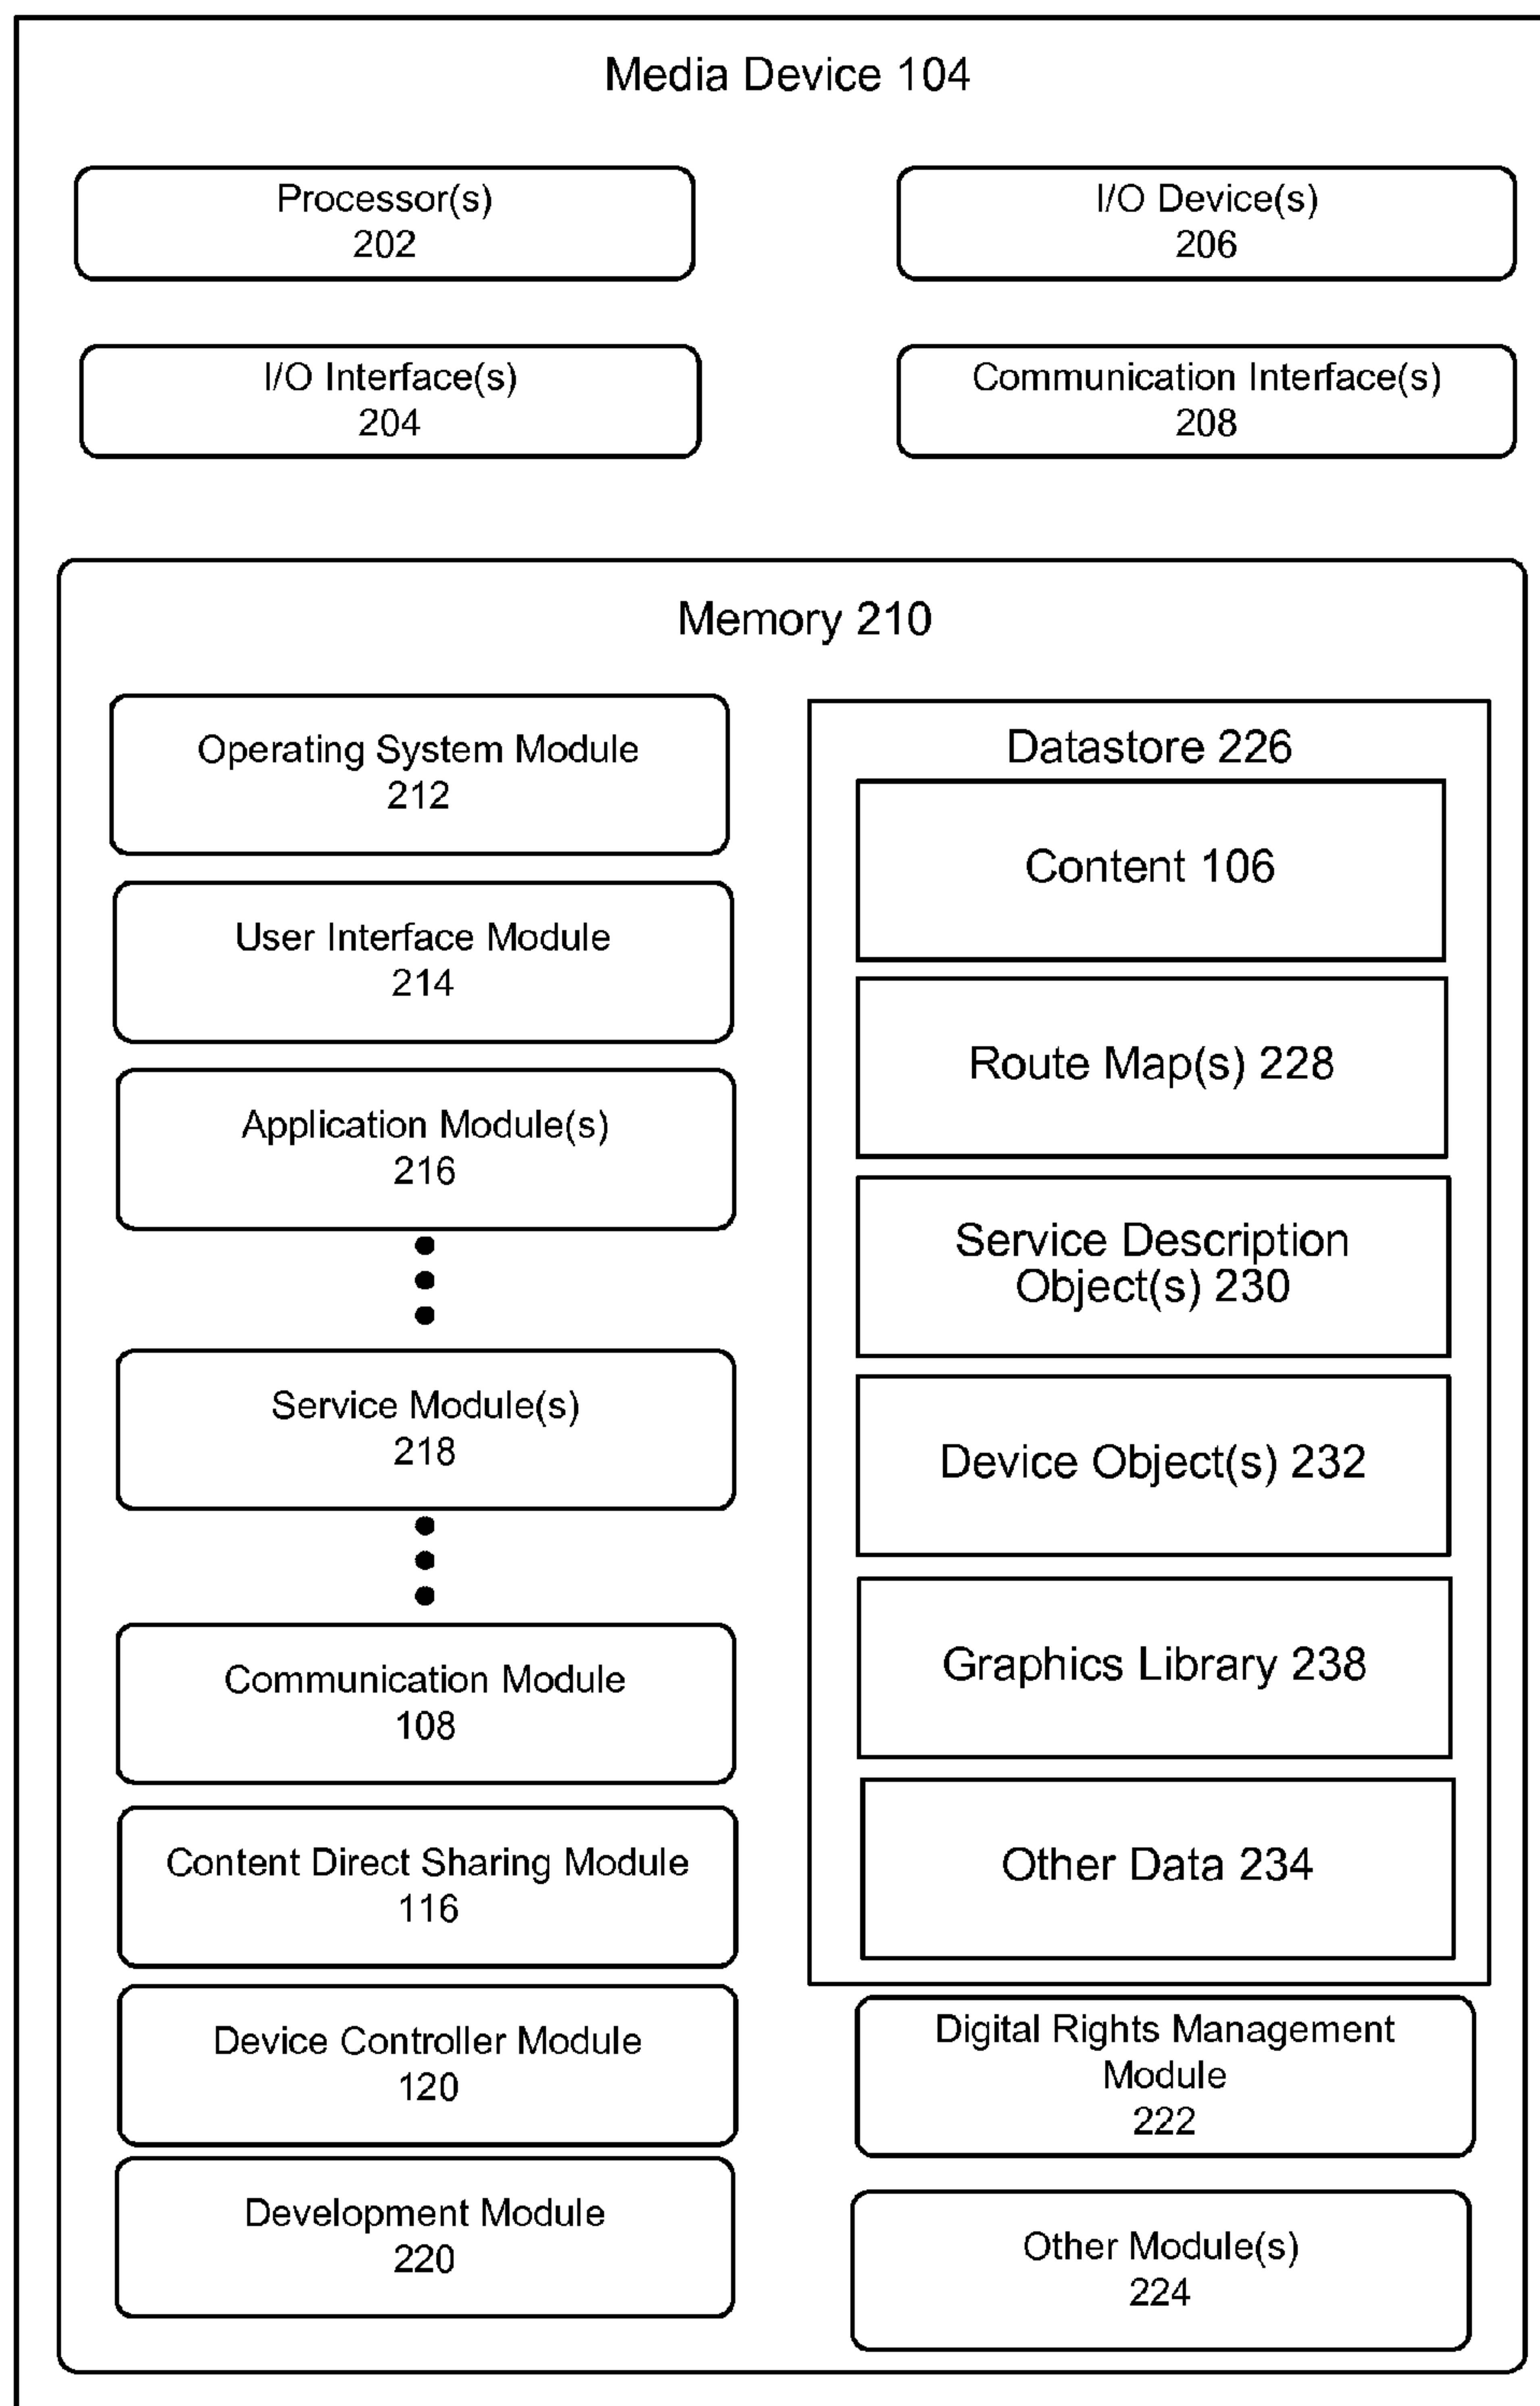 Media Device 104
Processor(s)
202
I/O Device(s)
206
I/O Interface(s)
204
Communication Interface(s)
208
Memory 210
Operating System Module
212
User Interface Module
214
Application Module(s)
216
Service Module(s)
218
Communication Module
108
Content Direct Sharing Module
116
Device Controller Module
120
Development Module
220
Datastore 226
Content 106
Route Map(s) 228
Service Description
Object(s) 230
Device Object(s) 232
Graphics Library 238
Other Data 234
Digital Rights Management
Module
222
Other Module(s)
224